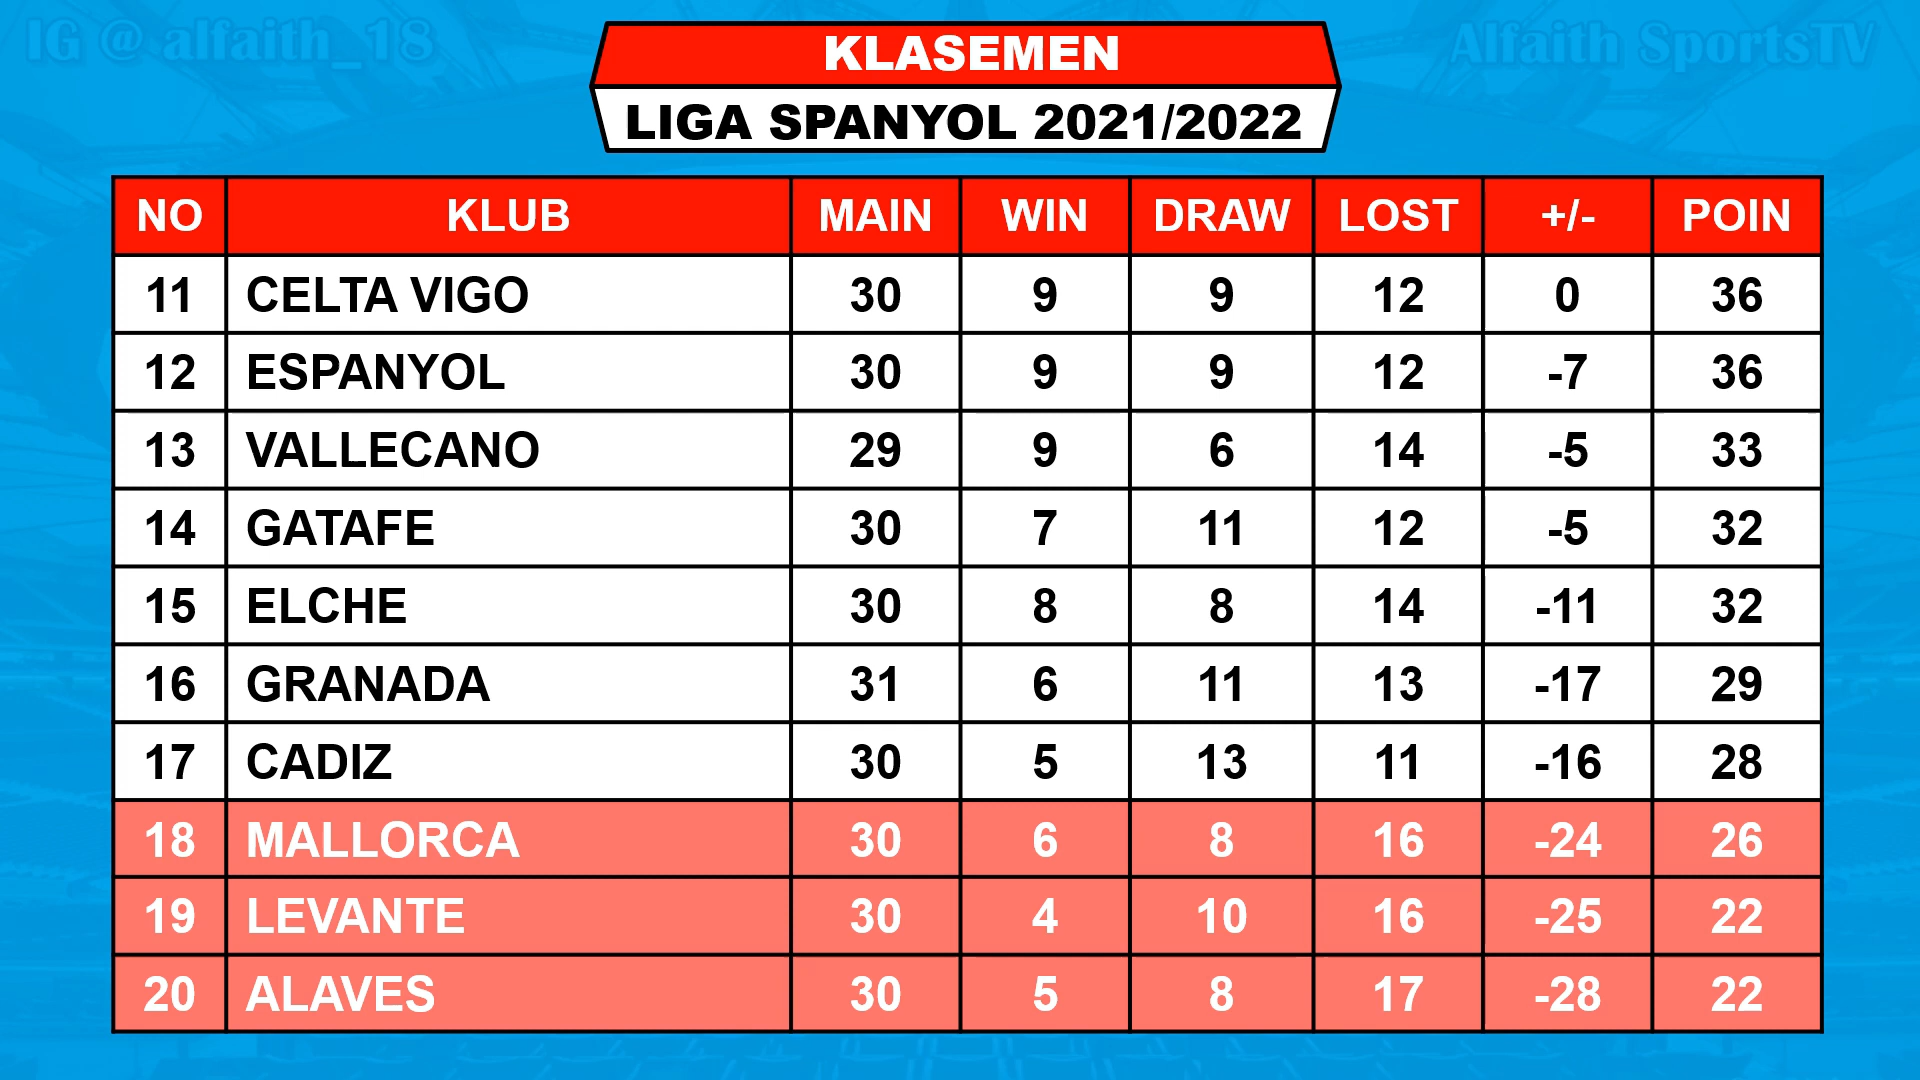 IG @ alfaith_18
Alfaith SportsTV
KLASEMEN
LIGA SPANYOL 2021/2022
NO KLUB MAIN WIN DRAW LOST +/- POIN
11 CELTA VIGO 30 9 9 12 0 36
12 ESPANYOL 30 9 9 12 -7 36
13 VALLECANO 29 9 6 14 -5 33
14 GATAFE 30 7 11 12 -5 32
15 ELCHE 30 8 8 14 -11 32
16 GRANADA 31 6 11 13 -17 29
17 CADIZ 30 5 13 11 -16 28
18 MALLORCA 30 6 8 16 -24 26
19 LEVANTE 30 4 10 16 -25 22
20 ALAVES 30 5 8 17 -28 22